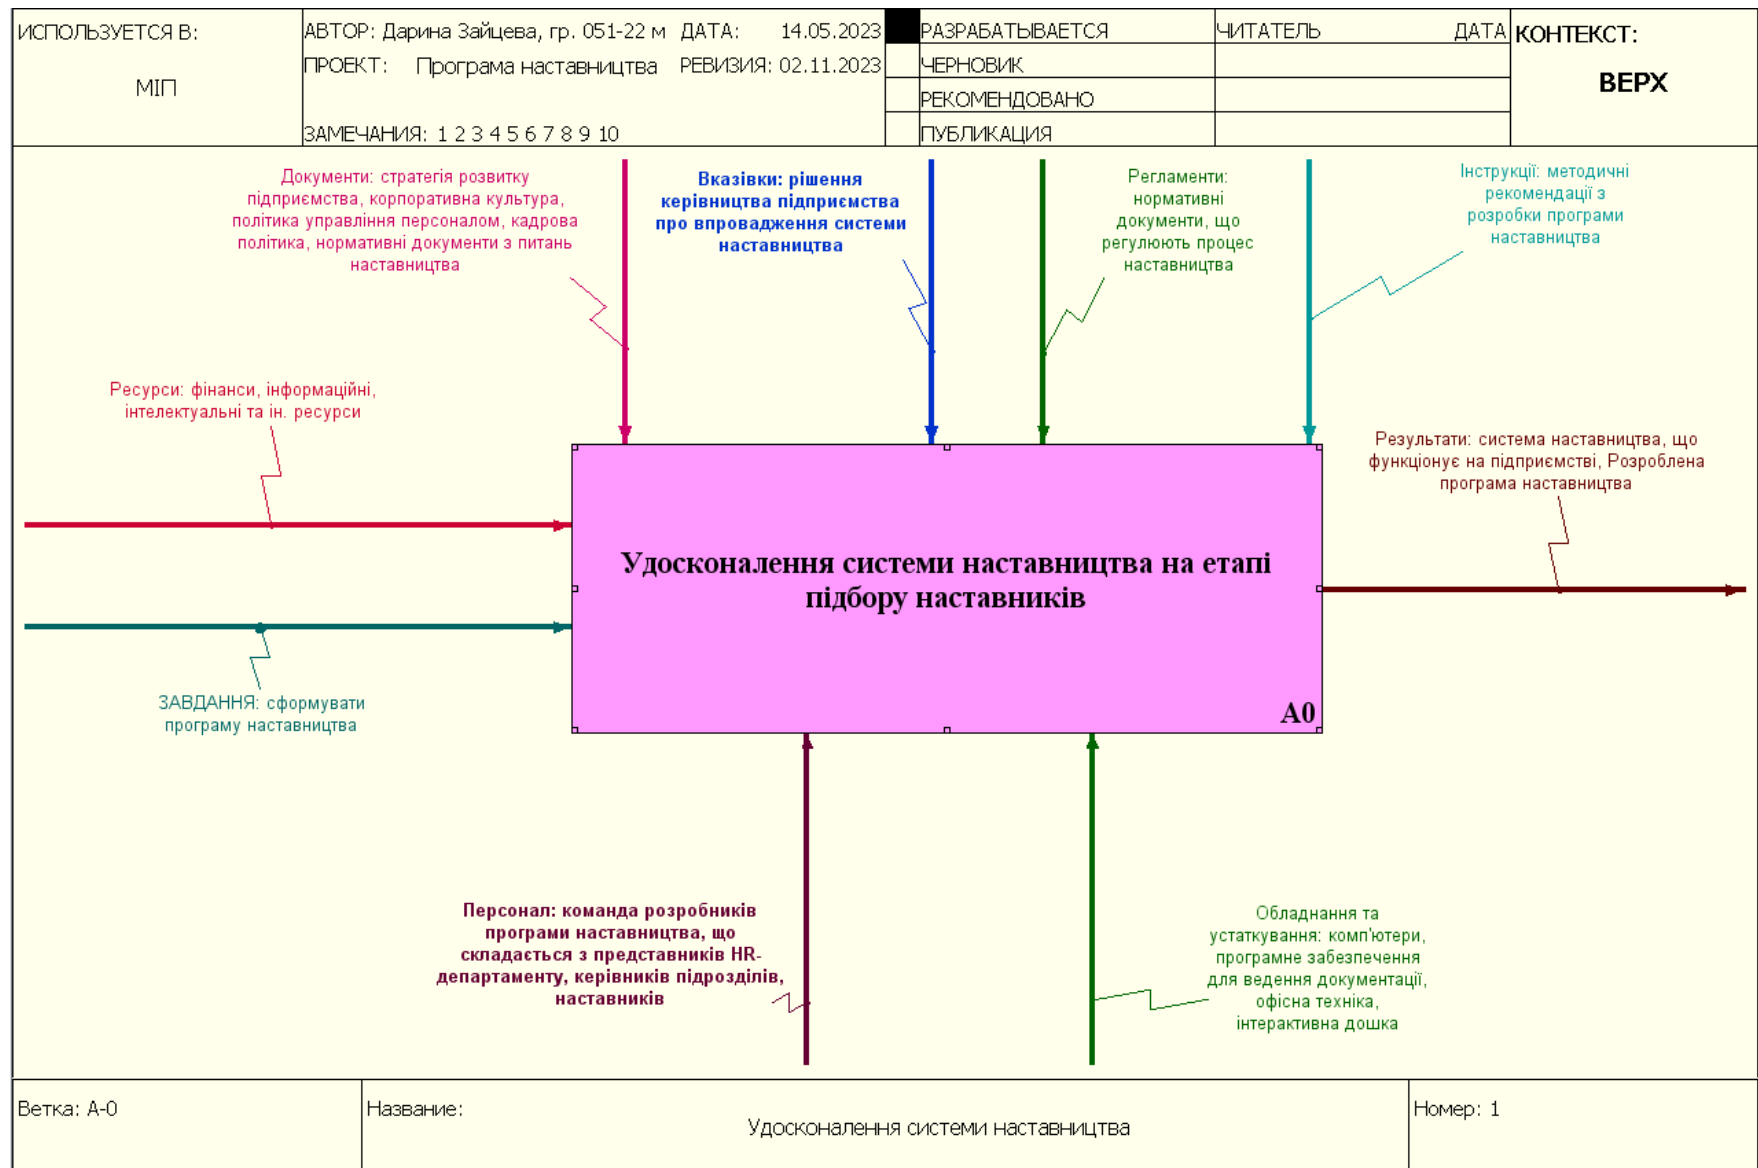 ИСПОЛЬЗУЕТСЯ В:
МІП
АВТОР: Дарина Зайцева, гр. 051-22 м ДАТА: 14.05.2023
ПРОЕКТ: Програма наставництва РЕВИЗИЯ: 02.11.2023
ЗАМЕЧАНИЯ: 1 2 3 4 5 6 7 8 9 10
РАЗРАБАТЫВАЕТСЯ
ЧЕРНОВИК
РЕКОМЕНДОВАНО
ПУБЛИКАЦИЯ
ЧИТАТЕЛЬ ДАТА
КОНТЕКСТ:
ВЕРХ
Документи: стратегія розвитку
підприємства, корпоративна культура,
політика управління персоналом, кадрова
політика, нормативні документи з питань
наставництва
Вказівки: рішення
керівництва підприємства
про впровадження системи
наставництва
Регламенти:
нормативні
документи, що
регулюють процес
наставництва
Інструкції: методичні
рекомендації з
розробки програми
наставництва
Ресурси: фінанси, інформаційні,
інтелектуальні та ін. ресурси
Результати: система наставництва, що
функціонує на підприємстві, Розроблена
програма наставництва
Удосконалення системи наставництва на етапі
підбору наставників
A0
ЗАВДАННЯ: сформувати
програму наставництва
Персонал: команда розробників
програми наставництва, що
складається з представників HR-
департаменту, керівників підрозділів,
наставників
Обладнання та
устаткування: комп'ютери,
програмне забезпечення
для ведення документації,
офісна техніка,
інтерактивна дошка
Ветка: A-0
Название:
Удосконалення системи наставництва
Номер: 1